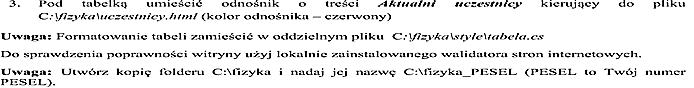 3. Pod tabelką umieścić odnośnik o treści Aktualni uczestnicy kierujący do pliku
C:\fizyka\uczestnicy.html (kolor odnośnika – czerwony)
Uwaga: Formatowanie tabeli zamieścić w oddzielnym pliku C:\fizyka\style\tabela.cs
Do sprawdzenia poprawności witryny użyj lokalnie zainstalowanego walidatora stron internetowych.
Uwaga: Utwórz kopię folderu C:\fizyka i nadaj jej nazwę C:\fizyka_PESEL (PESEL to Twój numer
PESEL).